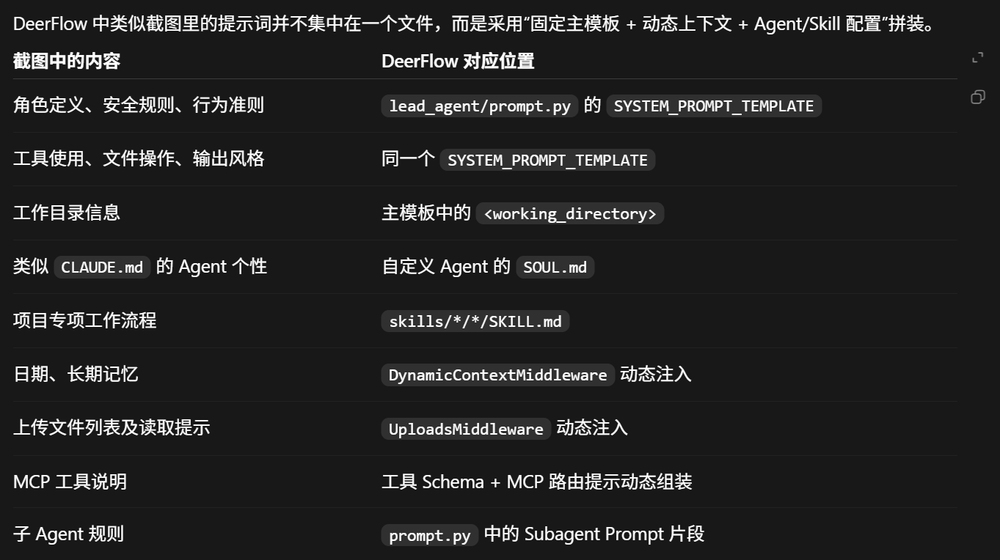 DeerFlow 中类似截图里的提示词并不集中在一个文件，而是采用“固定主模板 + 动态上下文 + Agent/Skill 配置”拼装。
截图中的内容 DeerFlow 对应位置
角色定义、安全规则、行为准则 lead_agent/prompt.py 的 SYSTEM_PROMPT_TEMPLATE
工具使用、文件操作、输出风格 同一个 SYSTEM_PROMPT_TEMPLATE
工作目录信息 主模板中的 <working_directory>
类似 CLAUDE.md 的 Agent 个性 自定义 Agent 的 SOUL.md
项目专项工作流程 skills/*/*/SKILL.md
日期、长期记忆 DynamicContextMiddleware 动态注入
上传文件列表及读取提示 UploadsMiddleware 动态注入
MCP 工具说明 工具 Schema + MCP 路由提示动态组装
子 Agent 规则 prompt.py 中的 Subagent Prompt 片段